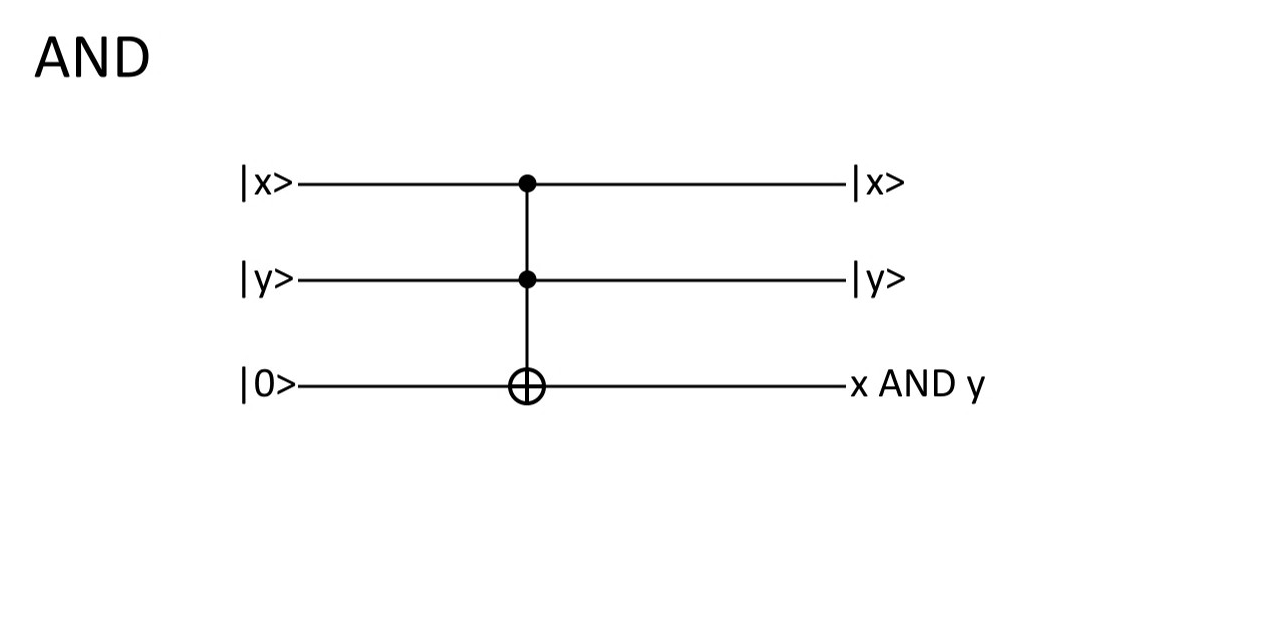 AND
|x> |x>
|y> |y>
|0> x AND y